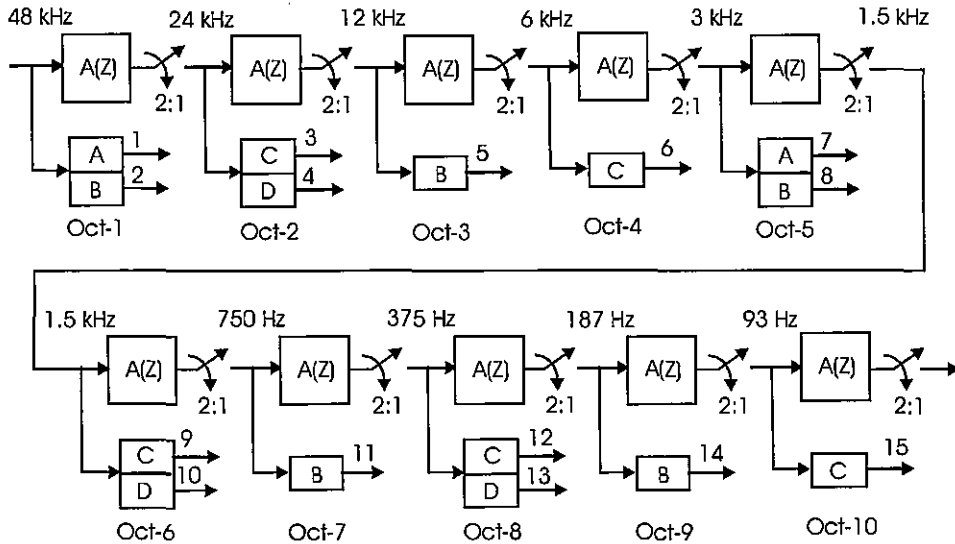 48 kHz 24 kHz 12 kHz 6 kHz 3 kHz 1.5 kHz
A(Z) A(Z) A(Z) A(Z) A(Z)
2:1 2:1 2:1 2:1 2:1
A 1 C 3 B 5 C 6 A 7
B 2 D 4 B 8
Oct-1 Oct-2 Oct-3 Oct-4 Oct-5
1.5 kHz 750 Hz 375 Hz 187 Hz 93 Hz
A(Z) A(Z) A(Z) A(Z) A(Z)
2:1 2:1 2:1 2:1 2:1
C 9 B 11 C 12 B 14 C 15
D 10 D 13
Oct-6 Oct-7 Oct-8 Oct-9 Oct-10